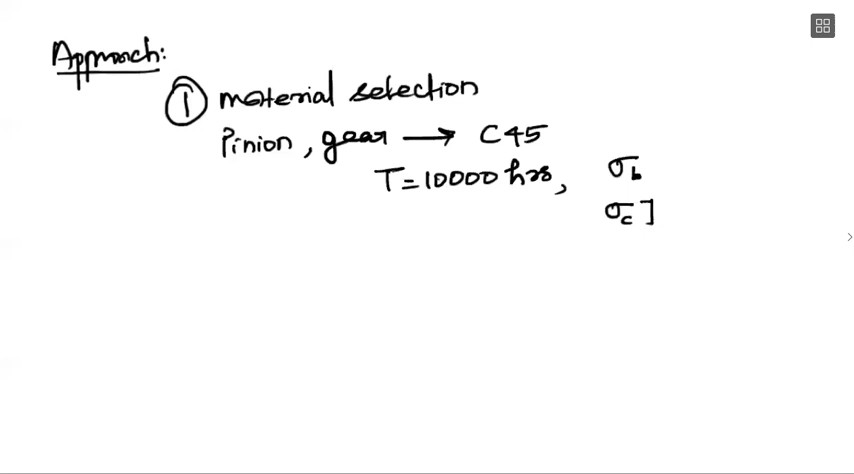 Approach:
① material selection
Pinion, gear → C45
T=10000 hrs, σb
σc]